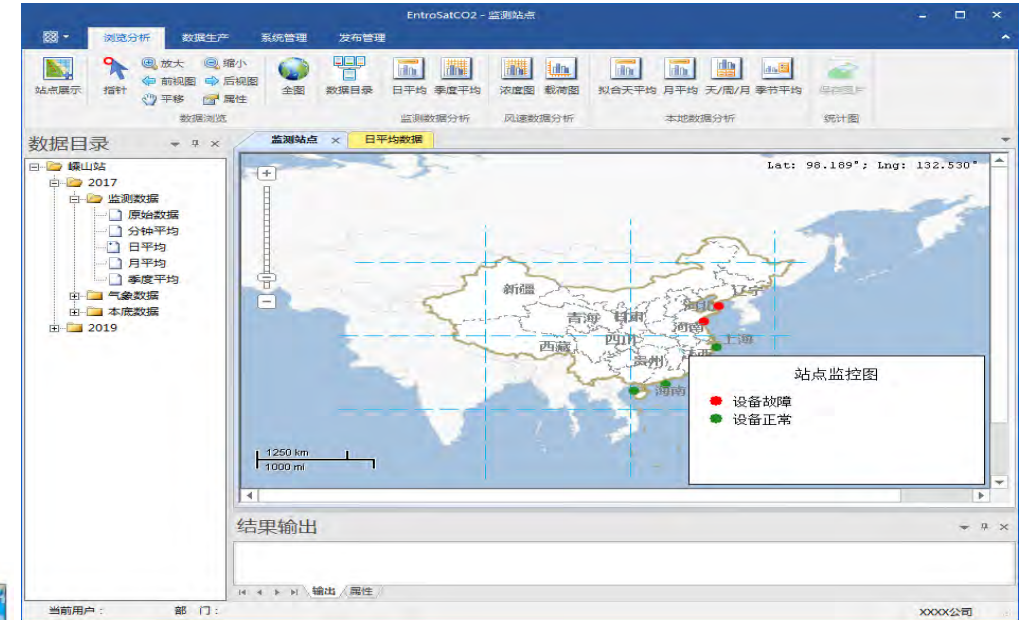 EntroSatCO2 - 监测站点
浏览分析 数据生产 系统管理 发布管理
站点展示 指针 放大 缩小 前视图 后视图 平移 属性 全图 数据目录 日平均 季度平均 浓度图 载荷图 拟合天平均 月平均 天/周/月 季节平均 保存图片
数据浏览 监测数据分析 风速数据分析 本地数据分析 统计图
数据目录
监测站点 日平均数据
Lat: 98.189°; Lng: 132.530°
嵊山站
2017
监测数据
原始数据
分钟平均
日平均
月平均
季度平均
气象数据
本底数据
2019
新疆
辽宁
河北
青海 甘肃
河南
西藏 四川 上海
贵州 江西
海南
站点监控图
设备故障
设备正常
1250 km
1000 mi
结果输出
输出 属性
当前用户: 部 门: XXXX公司